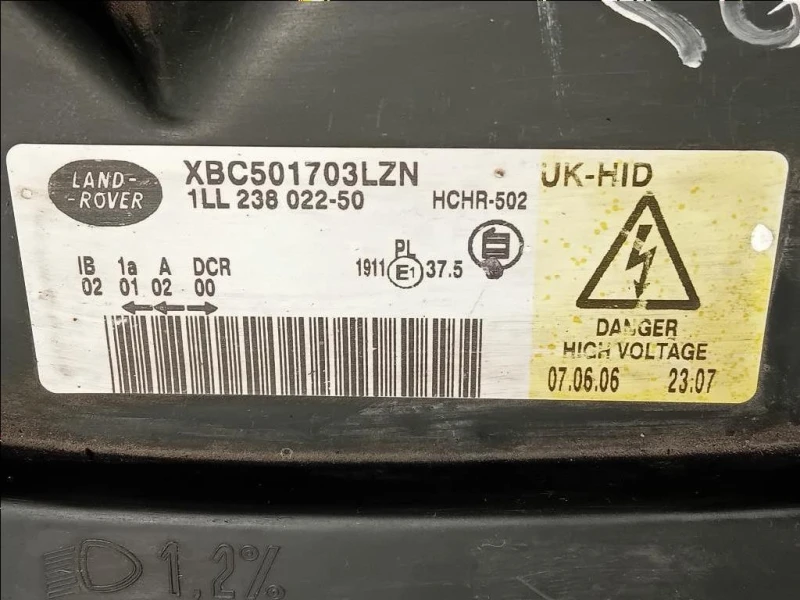 LAND-
-ROVER
XBC501703LZN
1LL 238 022-50
HCHR-502
UK-HID
IB 1a A DCR
02 01 02 00
PL
1911 E1 37.5
自
DANGER
HIGH VOLTAGE
07.06.06 23:07
1,2%